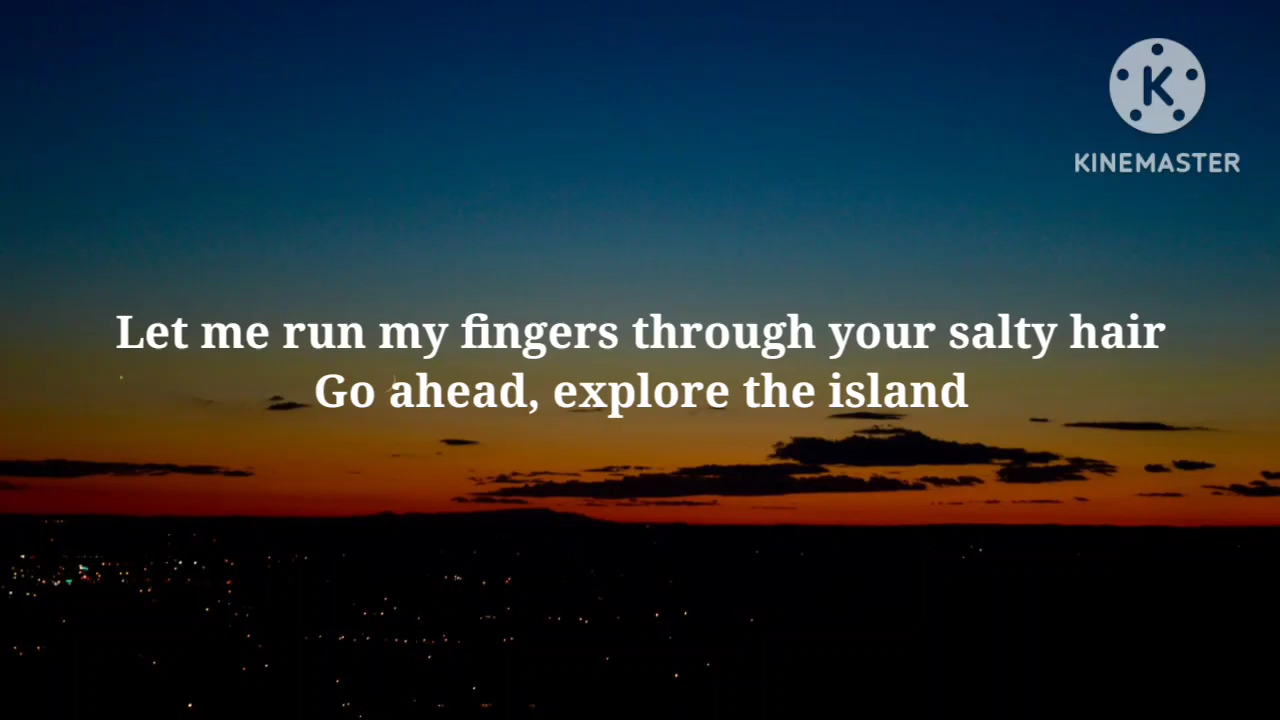 K
KINEMASTER
Let me run my fingers through your salty hair
Go ahead, explore the island